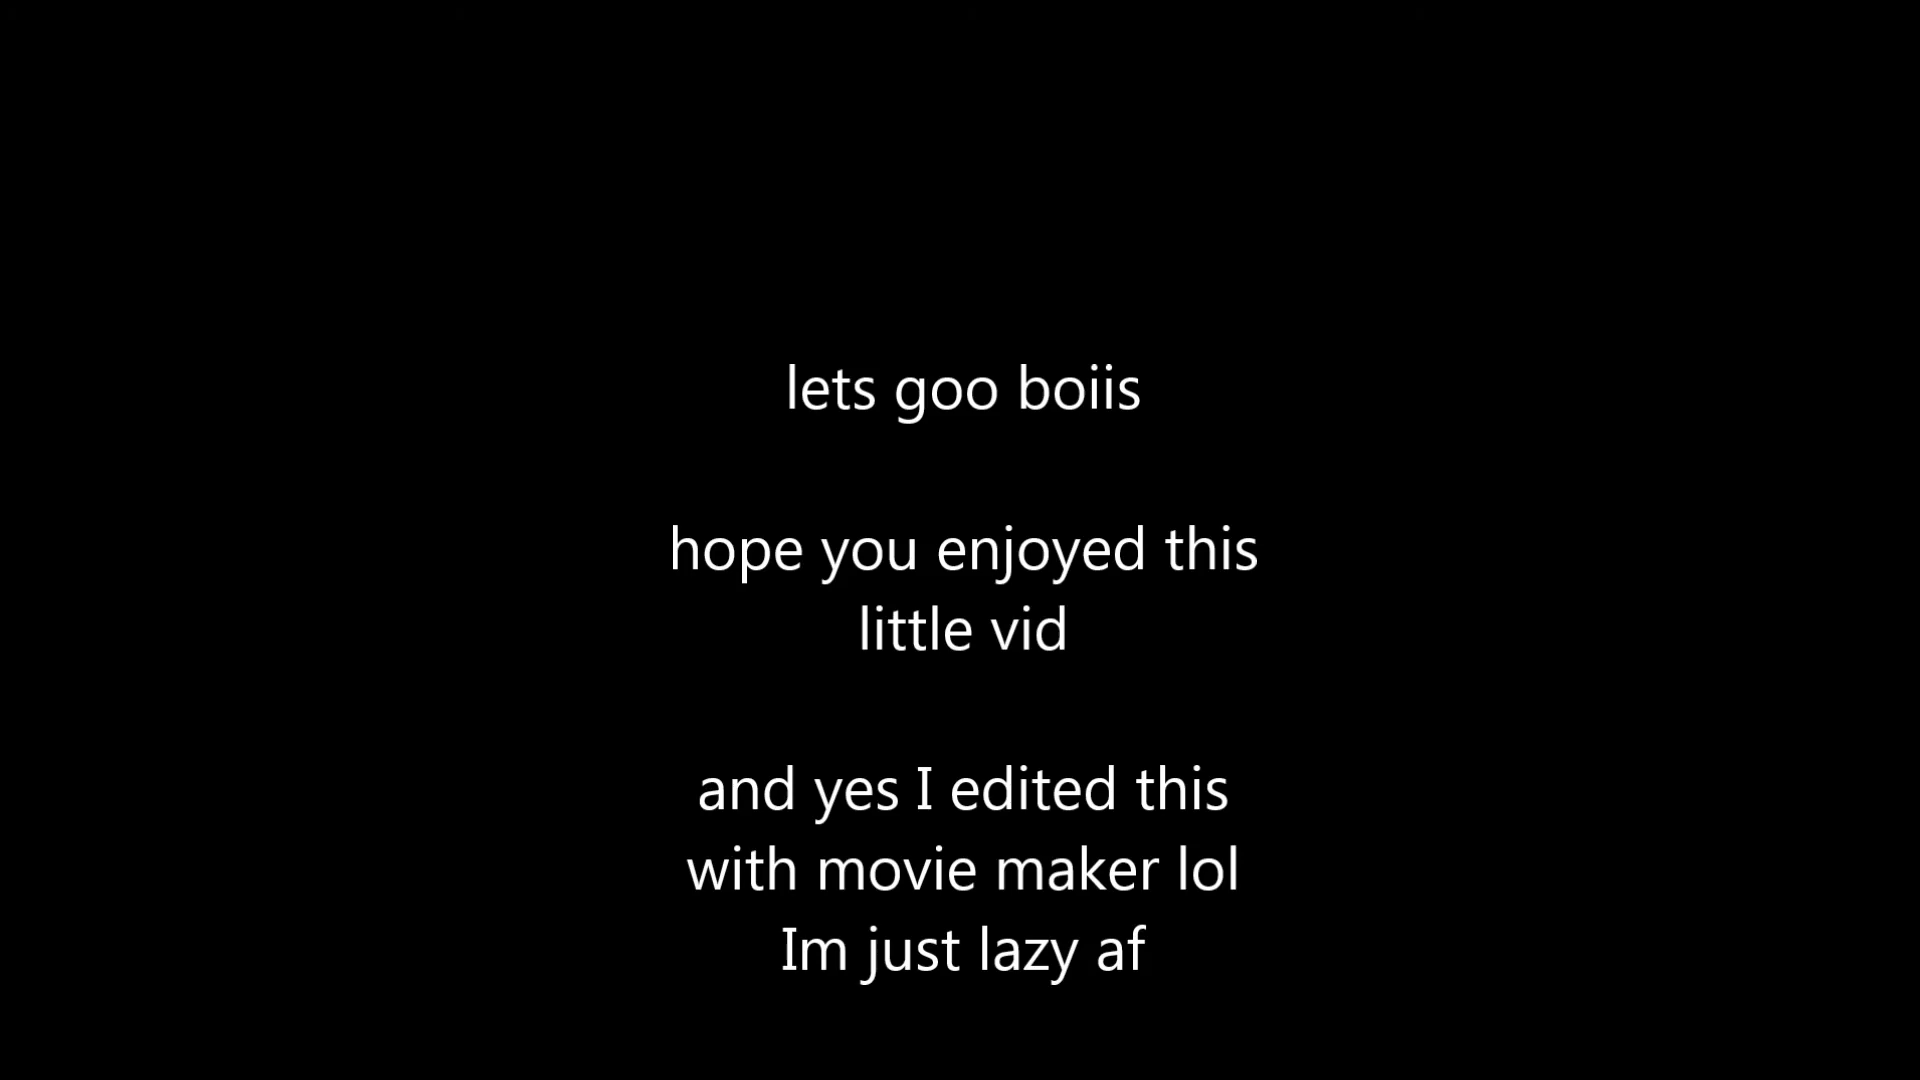 lets goo boiis
hope you enjoyed this
little vid
and yes I edited this
with movie maker lol
Im just lazy af